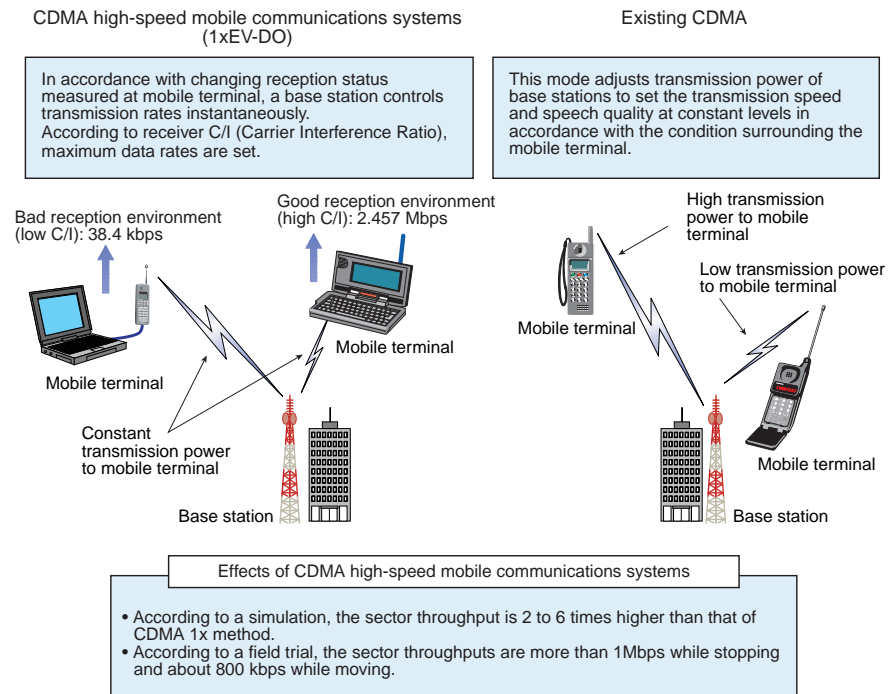 CDMA high-speed mobile communications systems
(1xEV-DO)
In accordance with changing reception status
measured at mobile terminal, a base station controls
transmission rates instantaneously.
According to receiver C/I (Carrier Interference Ratio),
maximum data rates are set.
Bad reception environment
(low C/I): 38.4 kbps
Good reception environment
(high C/I): 2.457 Mbps
Mobile terminal
Mobile terminal
Constant
transmission power
to mobile terminal
Base station
Existing CDMA
This mode adjusts transmission power of
base stations to set the transmission speed
and speech quality at constant levels in
accordance with the condition surrounding the
mobile terminal.
High transmission
power to mobile
terminal
Low transmission power
to mobile terminal
Mobile terminal
Mobile terminal
Base station
Effects of CDMA high-speed mobile communications systems
• According to a simulation, the sector throughput is 2 to 6 times higher than that of
CDMA 1x method.
• According to a field trial, the sector throughputs are more than 1Mbps while stopping
and about 800 kbps while moving.